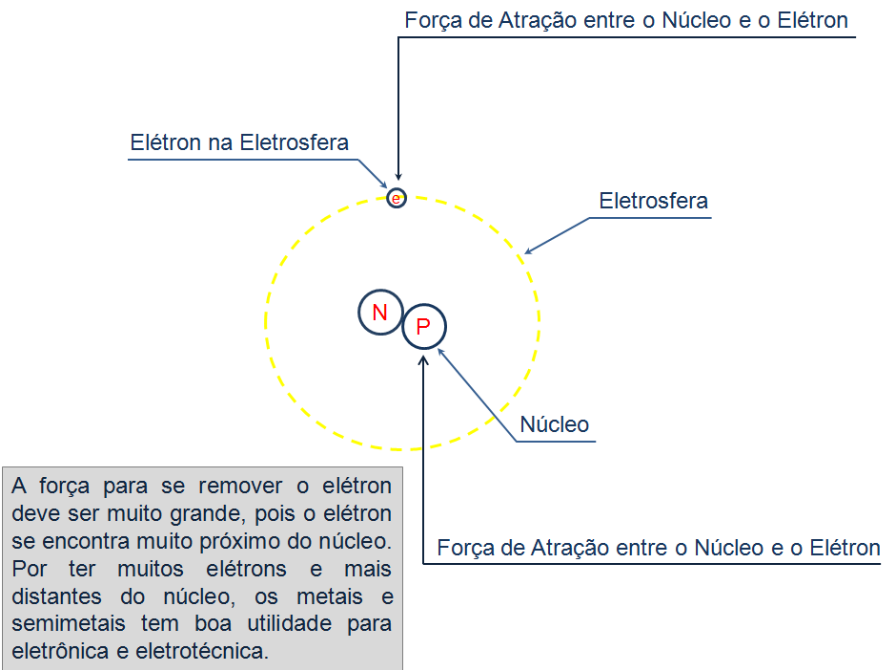 Força de Atração entre o Núcleo e o Elétron
Elétron na Eletrosfera
e
Eletrosfera
N
P
Núcleo
A força para se remover o elétron
deve ser muito grande, pois o elétron
se encontra muito próximo do núcleo.
Por ter muitos elétrons e mais
distantes do núcleo, os metais e
semimetais tem boa utilidade para
eletrônica e eletrotécnica.
Força de Atração entre o Núcleo e o Elétron